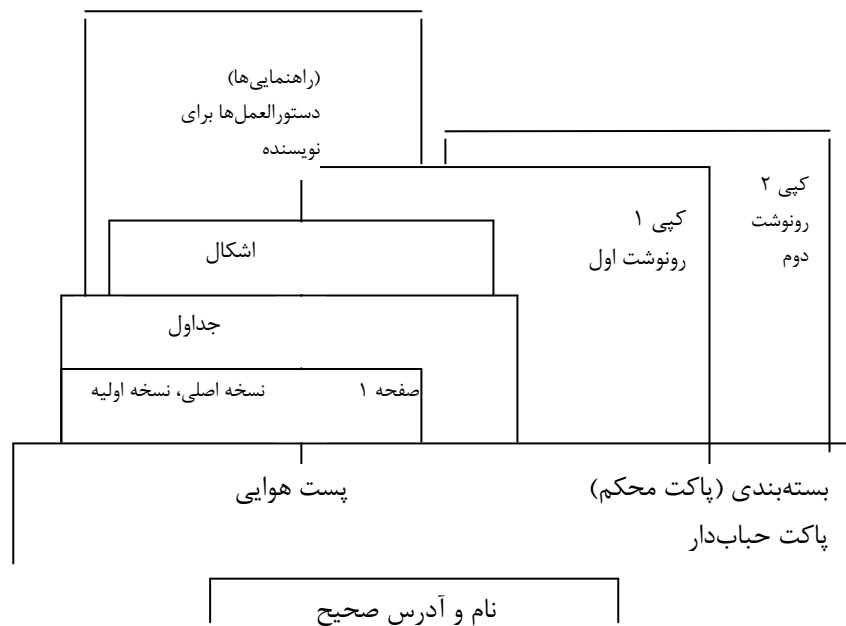 (راهنمایی‌ها)
دستورالعمل‌ها برای
نویسنده
کپی ۲
رونوشت
دوم
کپی ۱
رونوشت اول
اشکال
جداول
صفحه ۱
نسخه اصلی، نسخه اولیه
بسته‌بندی (پاکت محکم)
پاکت حباب‌دار
پست هوایی
نام و آدرس صحیح